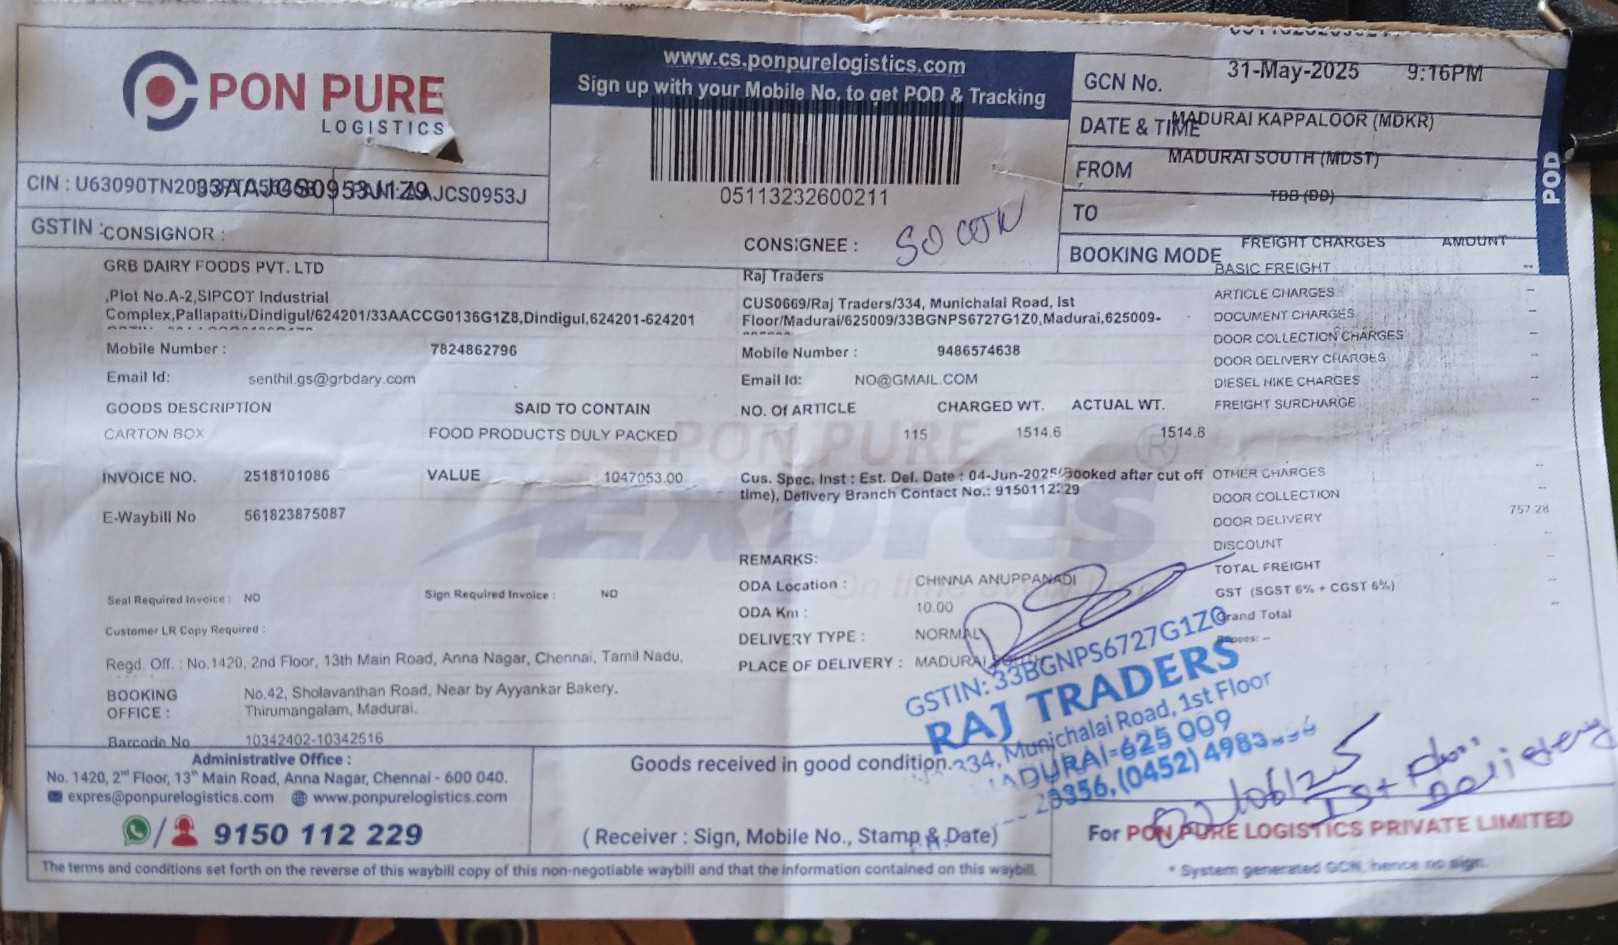 PON PURE
LOGISTICS
www.cs.ponpurelogistics.com
Sign up with your Mobile No. to get POD & Tracking
05113232600211
GCN No.
31-May-2025 9:16PM
DATE & TIME
MADURAI KAPPALOOR (MDKR)
FROM
MADURAI SOUTH (MDST)
TO
TBB (DD)
BOOKING MODE
POD
CIN : U63090TN20
33AAJCS0953J1Z9
AJCS0953J
GSTIN :
CONSIGNOR :
GRB DAIRY FOODS PVT. LTD
,Plot No.A-2,SIPCOT Industrial
Complex,Pallapatti/Dindigul/624201/33AACCG0136G1Z8,Dindigul,624201-624201
Mobile Number : 7824862796
Email Id: senthil.gs@grbdary.com
CONSIGNEE :
Raj Traders
CUS0669/Raj Traders/334, Munichalai Road, Ist
Floor/Madurai/625009/33BGNPS6727G1Z0,Madurai,625009-
Mobile Number : 9486574638
Email Id: NO@GMAIL.COM
FREIGHT CHARGES AMOUNT
BASIC FREIGHT --
ARTICLE CHARGES --
DOCUMENT CHARGES --
DOOR COLLECTION CHARGES --
DOOR DELIVERY CHARGES --
DIESEL HIKE CHARGES --
FREIGHT SURCHARGE --
GOODS DESCRIPTION SAID TO CONTAIN NO. Of ARTICLE CHARGED WT. ACTUAL WT.
CARTON BOX FOOD PRODUCTS DULY PACKED 115 1514.6 1514.6
PON PURE
Expres
INVOICE NO. 2518101086 VALUE 1047053.00
E-Waybill No 561823875087
Cus. Spec. Inst : Est. Del. Date : 04-Jun-2025(Booked after cut off
time), Delivery Branch Contact No.: 9150112229
OTHER CHARGES --
DOOR COLLECTION --
DOOR DELIVERY 757.28
DISCOUNT --
TOTAL FREIGHT
GST (SGST 6% + CGST 6%) --
Grand Total --
Rupees: --
REMARKS:
ODA Location : CHINNA ANUPPANADI
ODA Km : 10.00
DELIVERY TYPE : NORMAL
PLACE OF DELIVERY : MADURAI SOUTH
Seal Required Invoice : NO Sign Required Invoice : NO
Customer LR Copy Required :
Regd. Off. : No.1420, 2nd Floor, 13th Main Road, Anna Nagar, Chennai, Tamil Nadu,
BOOKING OFFICE : No.42, Sholavanthan Road, Near by Ayyankar Bakery,
Thirumangalam, Madurai.
Barcode No 10342402-10342516
GSTIN: 33BGNPS6727G1Z0
RAJ TRADERS
334, Munichalai Road, 1st Floor
MADURAI-625 009
(0452) 4983
02/06/25
Ist Floor
Delivery
Administrative Office :
No. 1420, 2nd Floor, 13th Main Road, Anna Nagar, Chennai - 600 040.
expres@ponpurelogistics.com www.ponpurelogistics.com
9150 112 229
Goods received in good condition.
( Receiver : Sign, Mobile No., Stamp & Date)
For PON PURE LOGISTICS PRIVATE LIMITED
* System generated GCN, hence no sign.
The terms and conditions set forth on the reverse of this waybill copy of this non-negotiable waybill and that the information contained on this waybill.